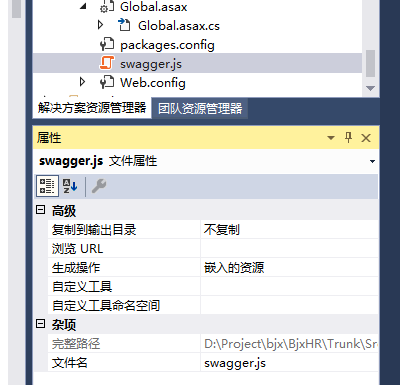 Global.asax
Global.asax.cs
packages.config
swagger.js
Web.config
解决方案资源管理器 团队资源管理器
属性
swagger.js 文件属性
高级
复制到输出目录 不复制
浏览 URL
生成操作 嵌入的资源
自定义工具
自定义工具命名空间
杂项
完整路径 D:\Project\bjx\BjxHR\Trunk\Sr
文件名 swagger.js